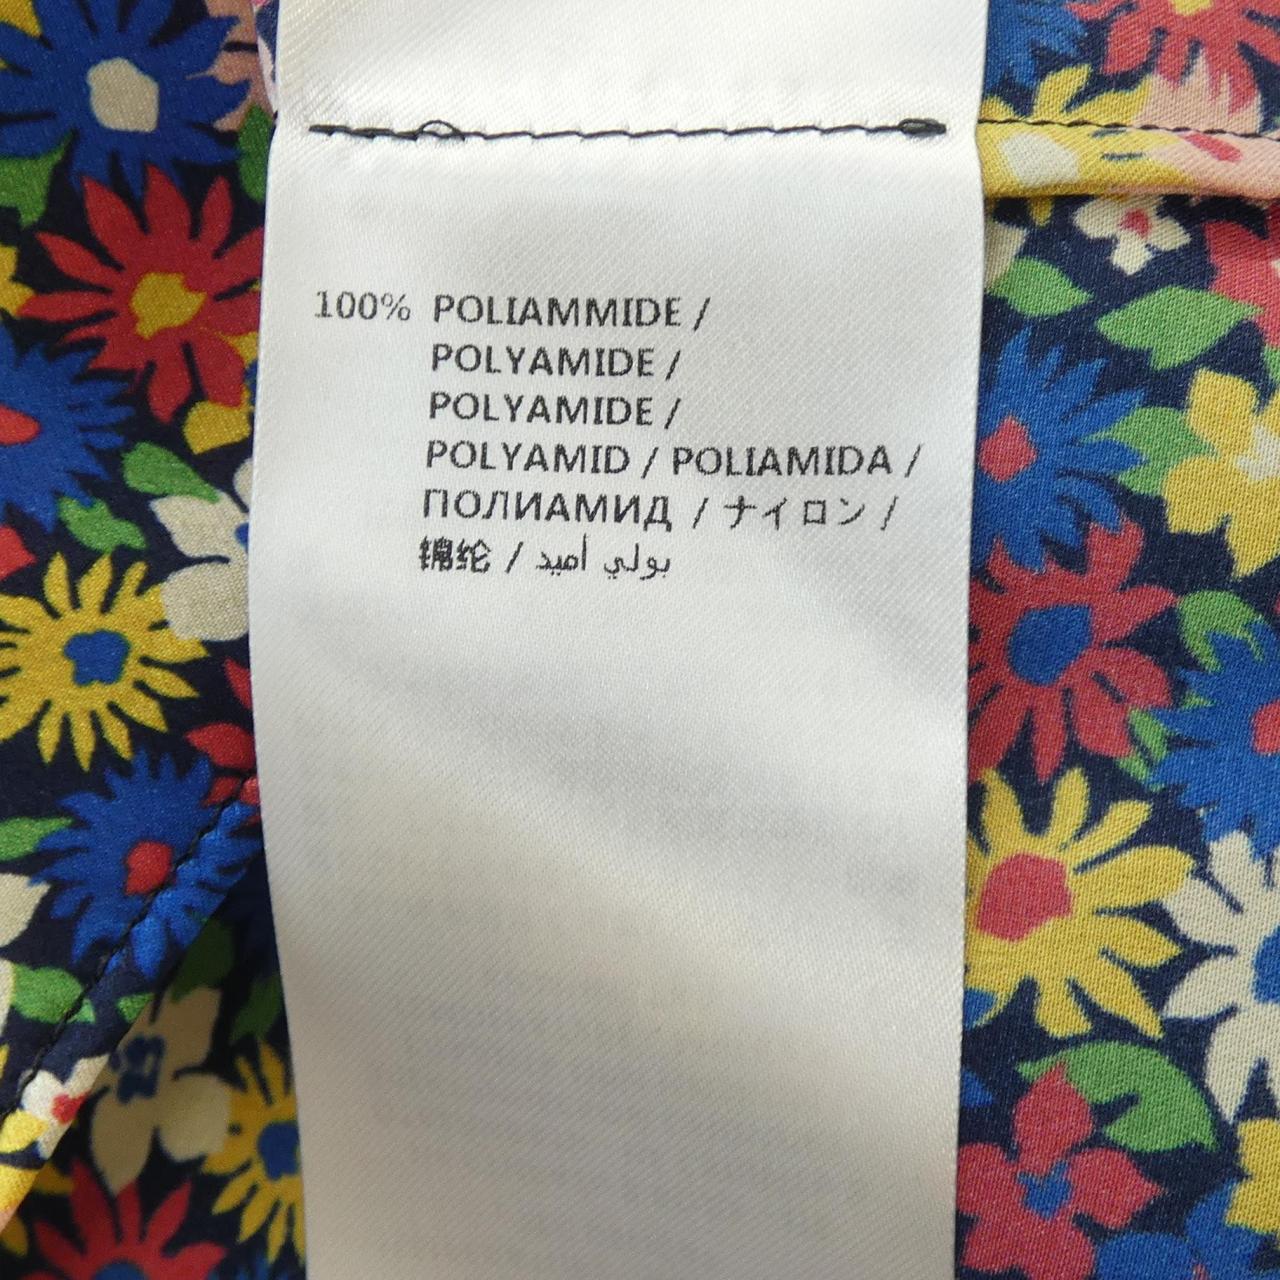 100% POLIAMMIDE /
POLYAMIDE /
POLYAMIDE /
POLYAMID / POLIAMIDA /
ПОЛИАМИД / ナイロン /
锦纶 / بولي أميد